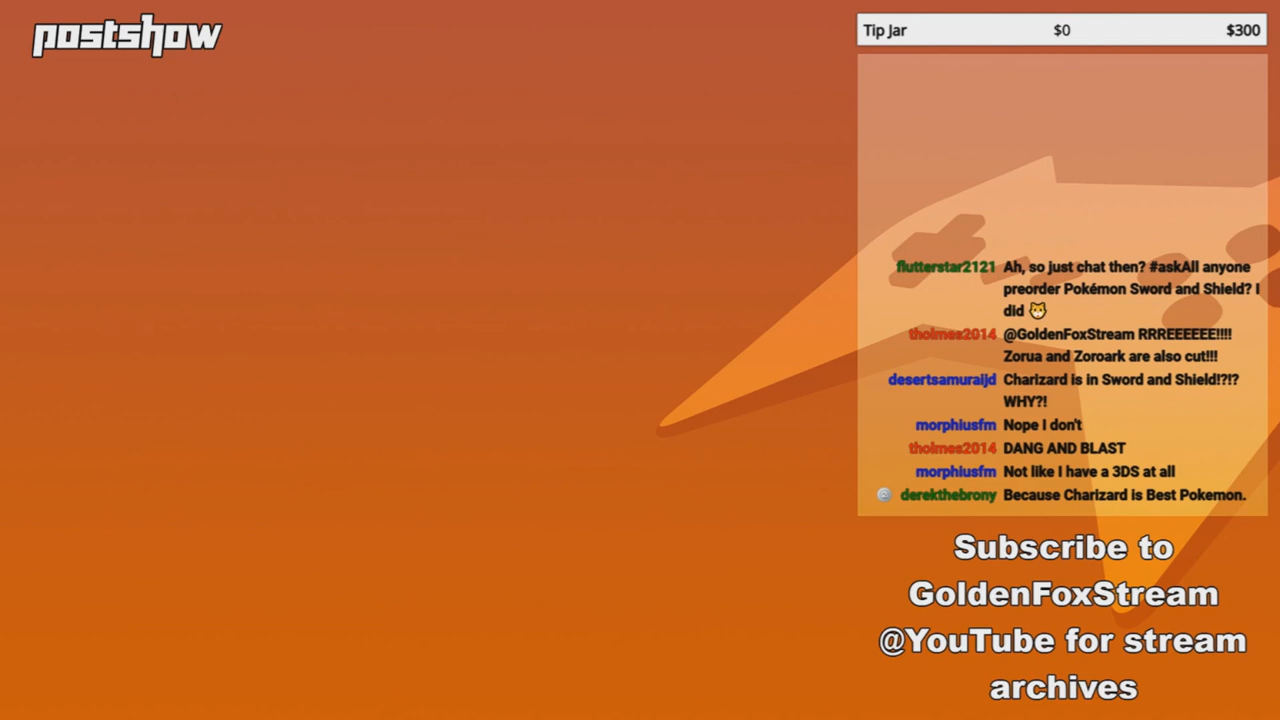 postshow
Tip Jar $0 $300
flutterstar2121 Ah, so just chat then? #askAll anyone
preorder Pokémon Sword and Shield? I
did 🐯
tholmes2014 @GoldenFoxStream RRREEEEEE!!!!
Zorua and Zoroark are also cut!!!
desertsamuraijd Charizard is in Sword and Shield!?!?
WHY?!
morphiusfm Nope I don't
tholmes2014 DANG AND BLAST
morphiusfm Not like I have a 3DS at all
derekthebrony Because Charizard is Best Pokemon.
Subscribe to
GoldenFoxStream
@YouTube for stream
archives